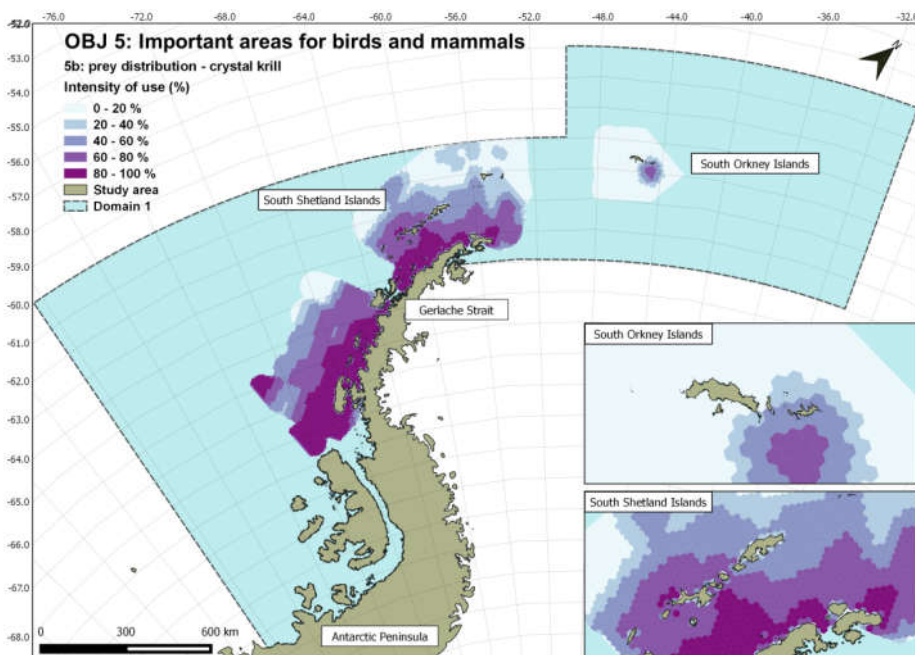 -76.0 -72.0 -68.0 -64.0 -60.0 -56.0 -52.0 -48.0 -44.0 -40.0 -36.0 -32.0
-52.0
OBJ 5: Important areas for birds and mammals
5b: prey distribution - crystal krill
Intensity of use (%)
0 - 20 %
20 - 40 %
40 - 60 %
60 - 80 %
80 - 100 %
Study area
Domain 1
-53.0
-54.0
-55.0
-56.0
-57.0
-58.0
-59.0
-60.0
-61.0
-62.0
-63.0
-64.0
-65.0
-66.0
-67.0
-68.0
South Orkney Islands
South Shetland Islands
Gerlache Strait
South Orkney Islands
South Shetland Islands
Antarctic Peninsula
0 300 600 km